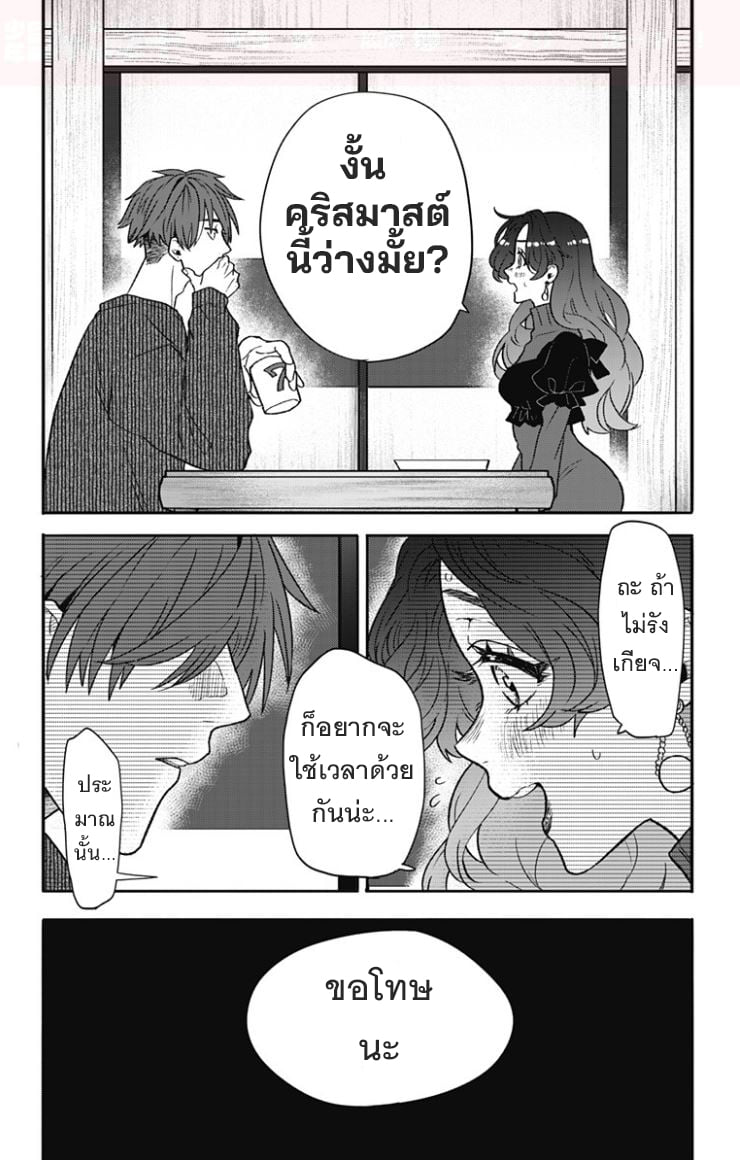 งั้น
คริสมาสต์
นี้ว่างมั้ย?
ถะ ถ้า
ไม่รัง
เกียจ...
ก็อยากจะ
ใช้เวลาด้วย
กันน่ะ...
ประ
มาณ
นั้น...
ขอโทษ
นะ